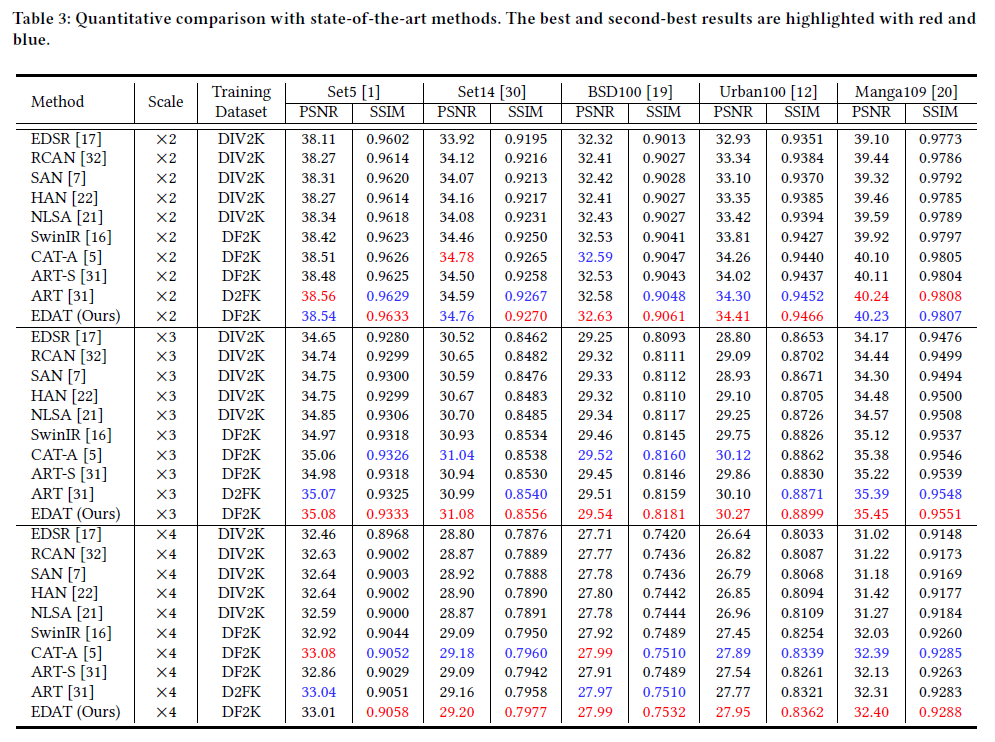 Table 3: Quantitative comparison with state-of-the-art methods. The best and second-best results are highlighted with red and
blue.
Method Scale Training Dataset Set5 [1] Set14 [30] BSD100 [19] Urban100 [12] Manga109 [20]
PSNR SSIM PSNR SSIM PSNR SSIM PSNR SSIM PSNR SSIM
EDSR [17] ×2 DIV2K 38.11 0.9602 33.92 0.9195 32.32 0.9013 32.93 0.9351 39.10 0.9773
RCAN [32] ×2 DIV2K 38.27 0.9614 34.12 0.9216 32.41 0.9027 33.34 0.9384 39.44 0.9786
SAN [7] ×2 DIV2K 38.31 0.9620 34.07 0.9213 32.42 0.9028 33.10 0.9370 39.32 0.9792
HAN [22] ×2 DIV2K 38.27 0.9614 34.16 0.9217 32.41 0.9027 33.35 0.9385 39.46 0.9785
NLSA [21] ×2 DIV2K 38.34 0.9618 34.08 0.9231 32.43 0.9027 33.42 0.9394 39.59 0.9789
SwinIR [16] ×2 DF2K 38.42 0.9623 34.46 0.9250 32.53 0.9041 33.81 0.9427 39.92 0.9797
CAT-A [5] ×2 DF2K 38.51 0.9626 34.78 0.9265 32.59 0.9047 34.26 0.9440 40.10 0.9805
ART-S [31] ×2 DF2K 38.48 0.9625 34.50 0.9258 32.53 0.9043 34.02 0.9437 40.11 0.9804
ART [31] ×2 D2FK 38.56 0.9629 34.59 0.9267 32.58 0.9048 34.30 0.9452 40.24 0.9808
EDAT (Ours) ×2 DF2K 38.54 0.9633 34.76 0.9270 32.63 0.9061 34.41 0.9466 40.23 0.9807
EDSR [17] ×3 DIV2K 34.65 0.9280 30.52 0.8462 29.25 0.8093 28.80 0.8653 34.17 0.9476
RCAN [32] ×3 DIV2K 34.74 0.9299 30.65 0.8482 29.32 0.8111 29.09 0.8702 34.44 0.9499
SAN [7] ×3 DIV2K 34.75 0.9300 30.59 0.8476 29.33 0.8112 28.93 0.8671 34.30 0.9494
HAN [22] ×3 DIV2K 34.75 0.9299 30.67 0.8483 29.32 0.8110 29.10 0.8705 34.48 0.9500
NLSA [21] ×3 DIV2K 34.85 0.9306 30.70 0.8485 29.34 0.8117 29.25 0.8726 34.57 0.9508
SwinIR [16] ×3 DF2K 34.97 0.9318 30.93 0.8534 29.46 0.8145 29.75 0.8826 35.12 0.9537
CAT-A [5] ×3 DF2K 35.06 0.9326 31.04 0.8538 29.52 0.8160 30.12 0.8862 35.38 0.9546
ART-S [31] ×3 DF2K 34.98 0.9318 30.94 0.8530 29.45 0.8146 29.86 0.8830 35.22 0.9539
ART [31] ×3 D2FK 35.07 0.9325 30.99 0.8540 29.51 0.8159 30.10 0.8871 35.39 0.9548
EDAT (Ours) ×3 DF2K 35.08 0.9333 31.08 0.8556 29.54 0.8181 30.27 0.8899 35.45 0.9551
EDSR [17] ×4 DIV2K 32.46 0.8968 28.80 0.7876 27.71 0.7420 26.64 0.8033 31.02 0.9148
RCAN [32] ×4 DIV2K 32.63 0.9002 28.87 0.7889 27.77 0.7436 26.82 0.8087 31.22 0.9173
SAN [7] ×4 DIV2K 32.64 0.9003 28.92 0.7888 27.78 0.7436 26.79 0.8068 31.18 0.9169
HAN [22] ×4 DIV2K 32.64 0.9002 28.90 0.7890 27.80 0.7442 26.85 0.8094 31.42 0.9177
NLSA [21] ×4 DIV2K 32.59 0.9000 28.87 0.7891 27.78 0.7444 26.96 0.8109 31.27 0.9184
SwinIR [16] ×4 DF2K 32.92 0.9044 29.09 0.7950 27.92 0.7489 27.45 0.8254 32.03 0.9260
CAT-A [5] ×4 DF2K 33.08 0.9052 29.18 0.7960 27.99 0.7510 27.89 0.8339 32.39 0.9285
ART-S [31] ×4 DF2K 32.86 0.9029 29.09 0.7942 27.91 0.7489 27.54 0.8261 32.13 0.9263
ART [31] ×4 D2FK 33.04 0.9051 29.16 0.7958 27.97 0.7510 27.77 0.8321 32.31 0.9283
EDAT (Ours) ×4 DF2K 33.01 0.9058 29.20 0.7977 27.99 0.7532 27.95 0.8362 32.40 0.9288